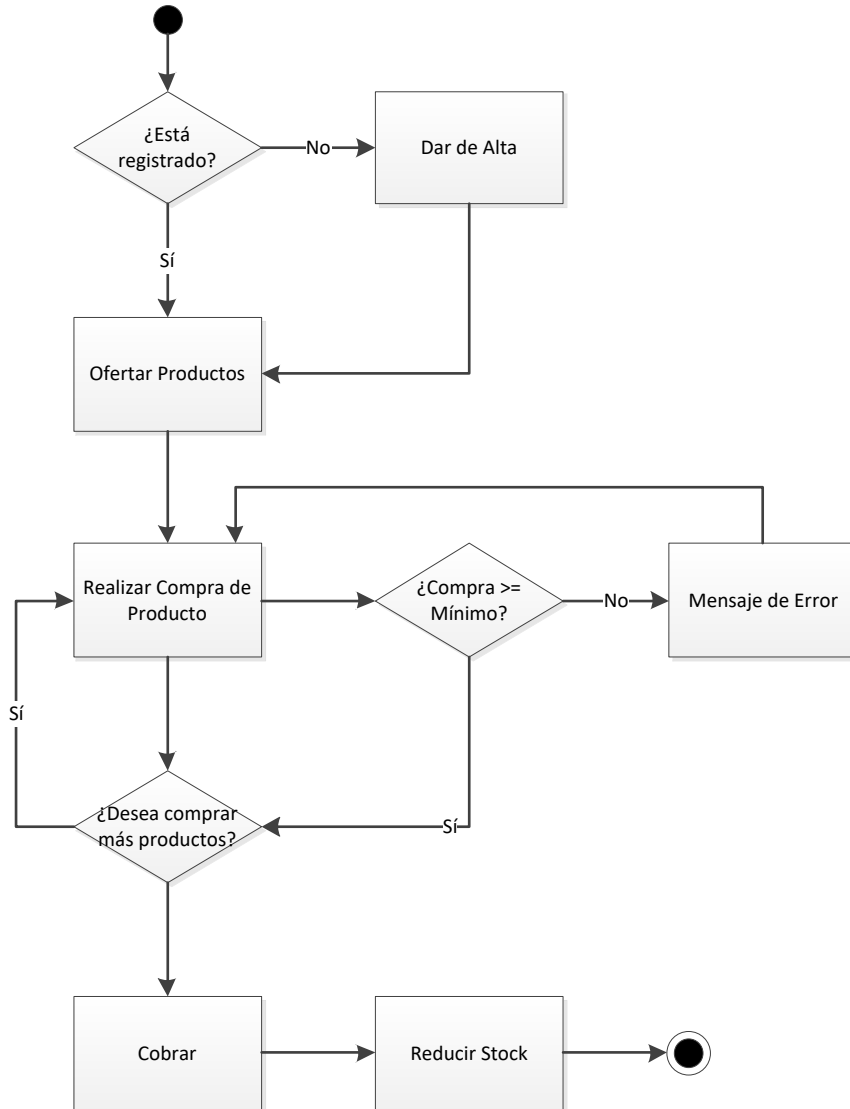 ¿Está
registrado?
No
Dar de Alta
Sí
Ofertar Productos
Realizar Compra de
Producto
¿Compra >=
Mínimo?
No
Mensaje de Error
Sí
¿Desea comprar
más productos?
Sí
Cobrar
Reducir Stock